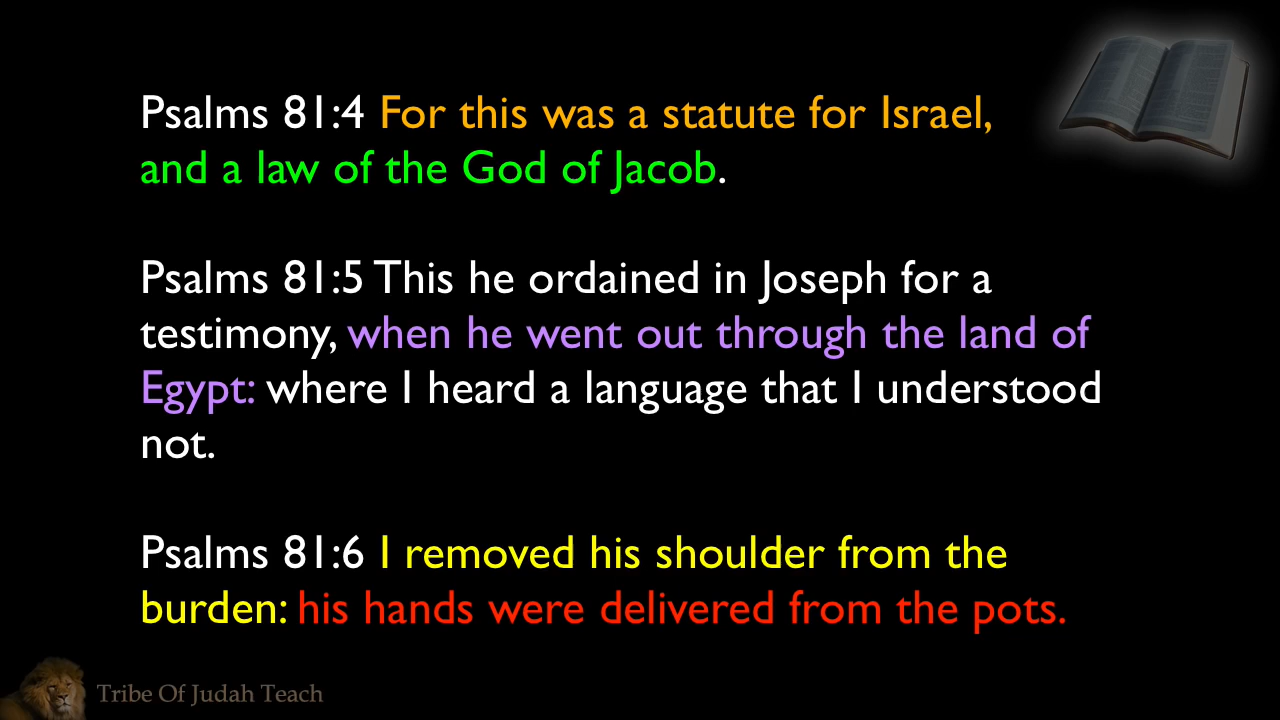 Psalms 81:4 For this was a statute for Israel,
and a law of the God of Jacob.
Psalms 81:5 This he ordained in Joseph for a
testimony, when he went out through the land of
Egypt: where I heard a language that I understood
not.
Psalms 81:6 I removed his shoulder from the
burden: his hands were delivered from the pots.
Tribe Of Judah Teach